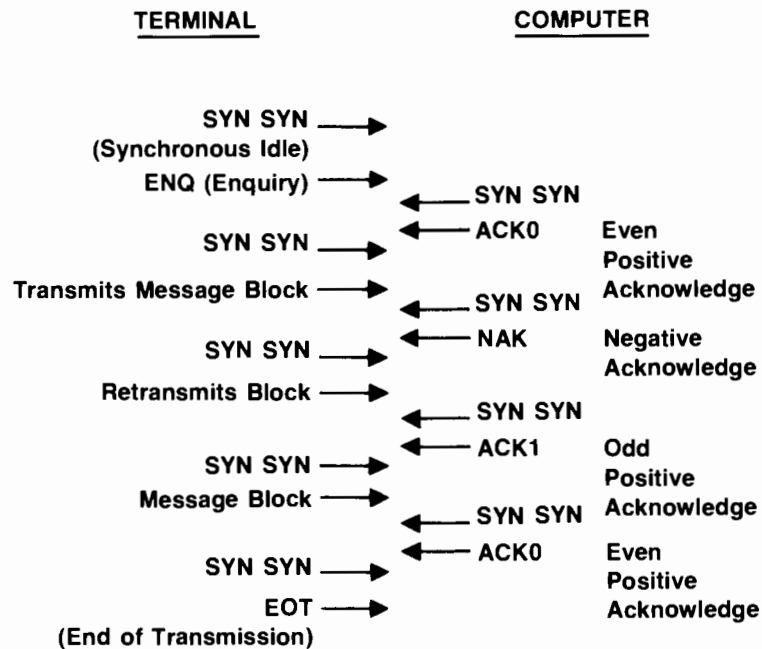 TERMINAL
COMPUTER
SYN SYN
(Synchronous Idle)
ENQ (Enquiry)
SYN SYN
ACK0 Even
SYN SYN
Positive
Transmits Message Block
Acknowledge
SYN SYN
NAK Negative
SYN SYN
Acknowledge
Retransmits Block
SYN SYN
ACK1 Odd
SYN SYN
Positive
Message Block
Acknowledge
SYN SYN
ACK0 Even
SYN SYN
Positive
EOT
Acknowledge
(End of Transmission)